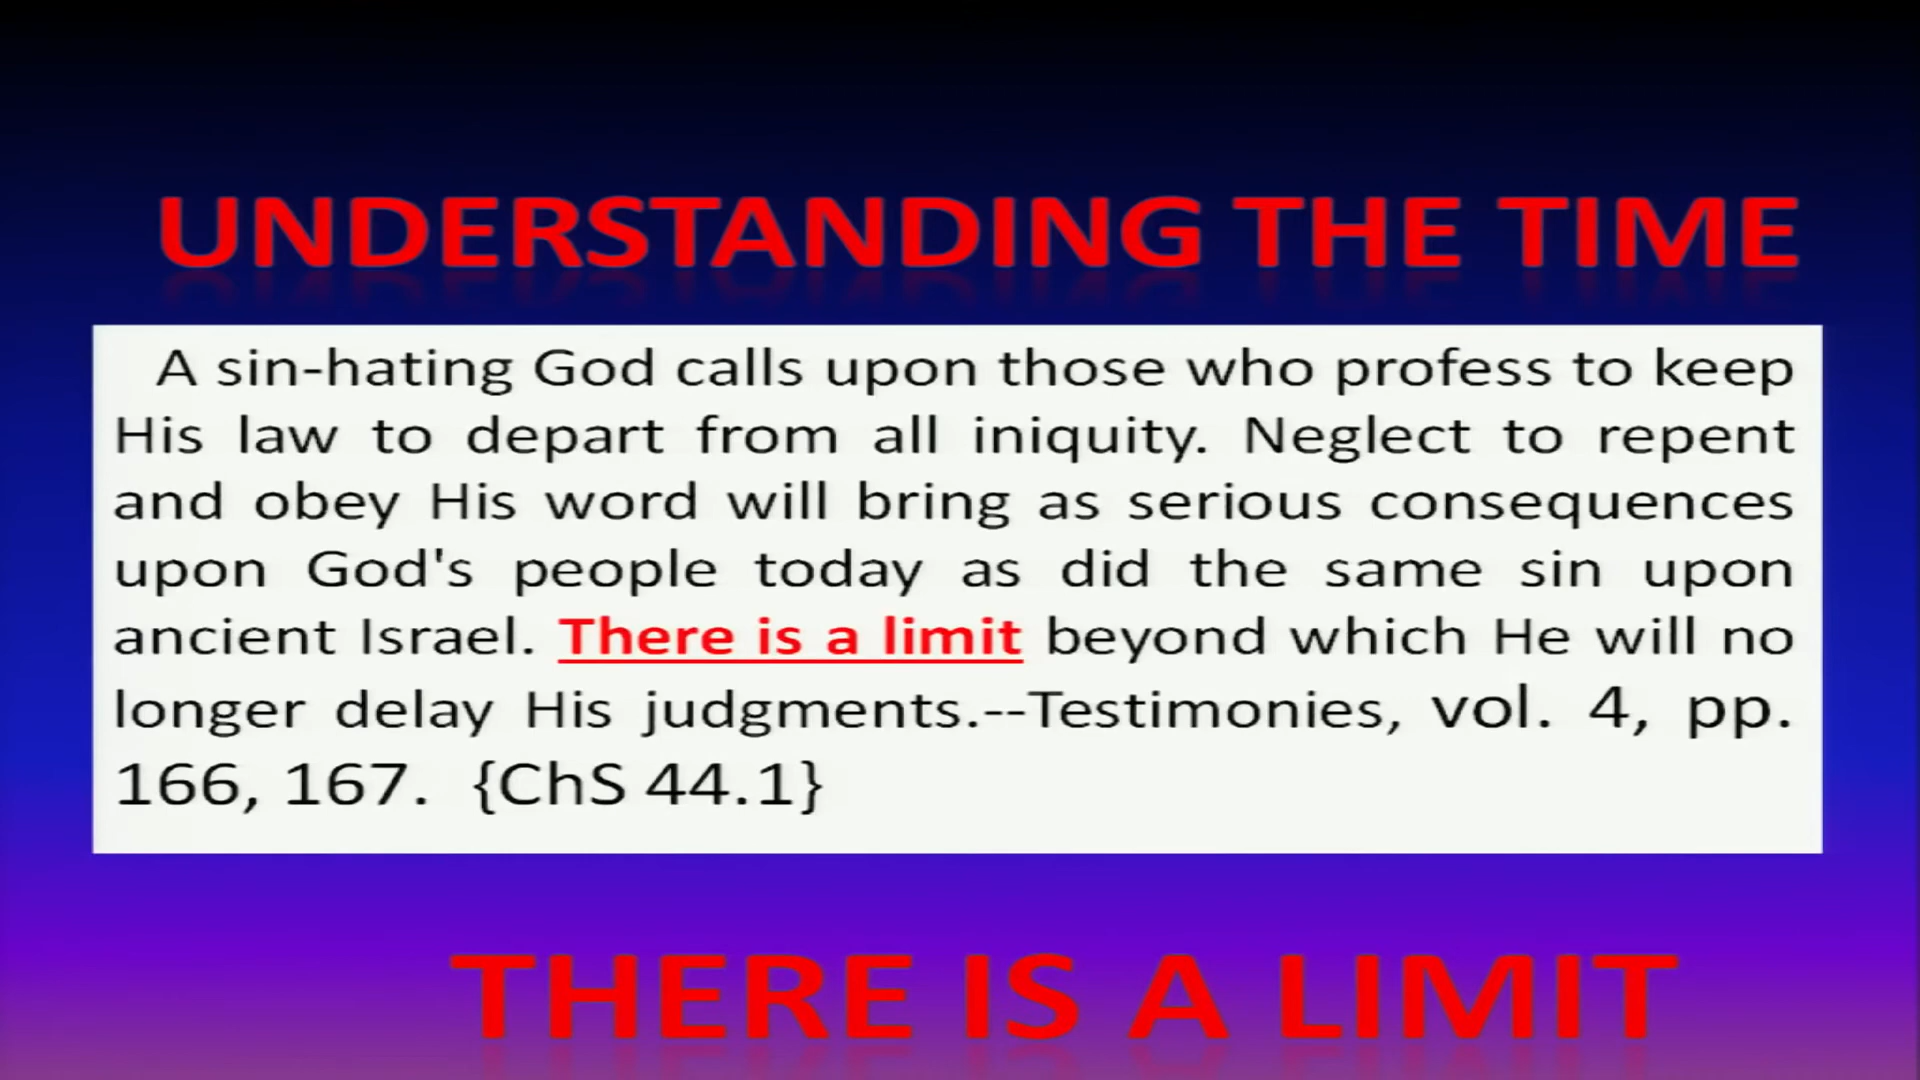 UNDERSTANDING THE TIME
A sin-hating God calls upon those who profess to keep
His law to depart from all iniquity. Neglect to repent
and obey His word will bring as serious consequences
upon God's people today as did the same sin upon
ancient Israel. There is a limit beyond which He will no
longer delay His judgments.--Testimonies, vol. 4, pp.
166, 167. {ChS 44.1}
THERE IS A LIMIT